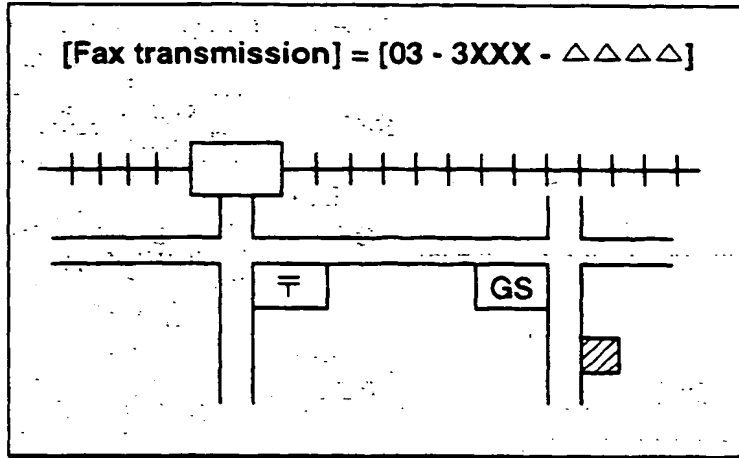 [Fax transmission] = [03 - 3XXX - △△△△]
〒 GS